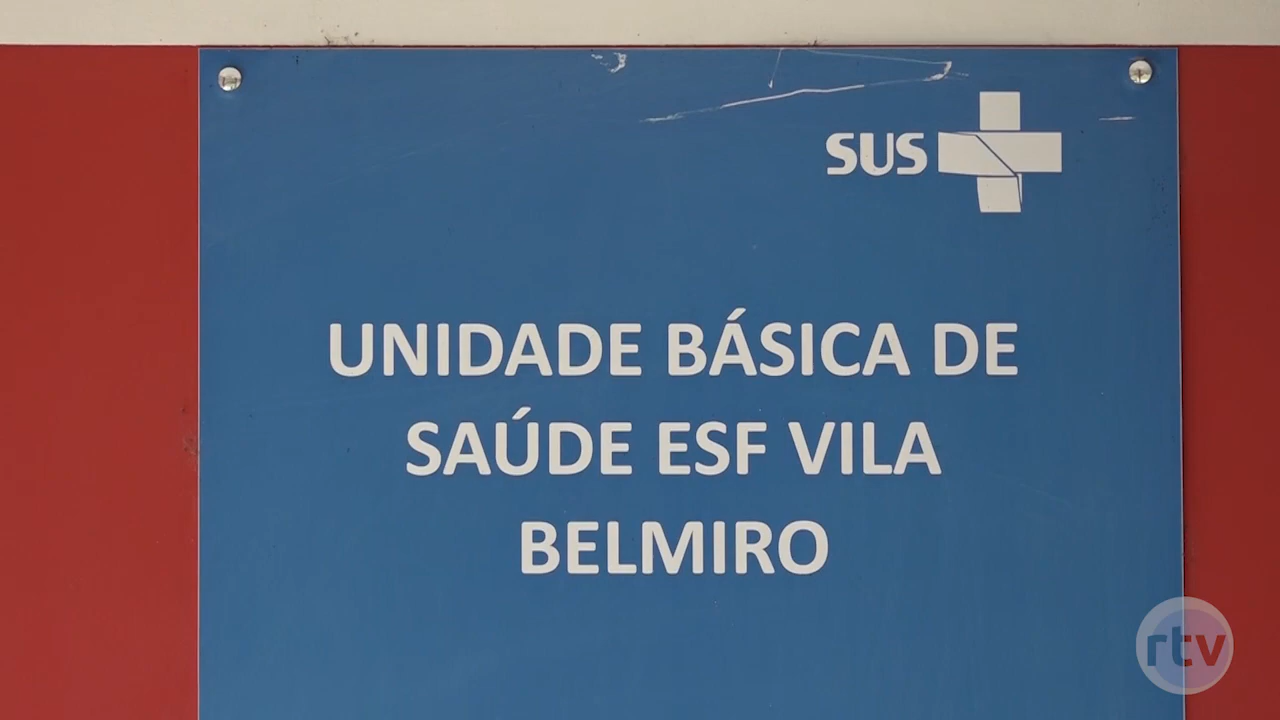 SUS
UNIDADE BÁSICA DE
SAÚDE ESF VILA
BELMIRO
rtv